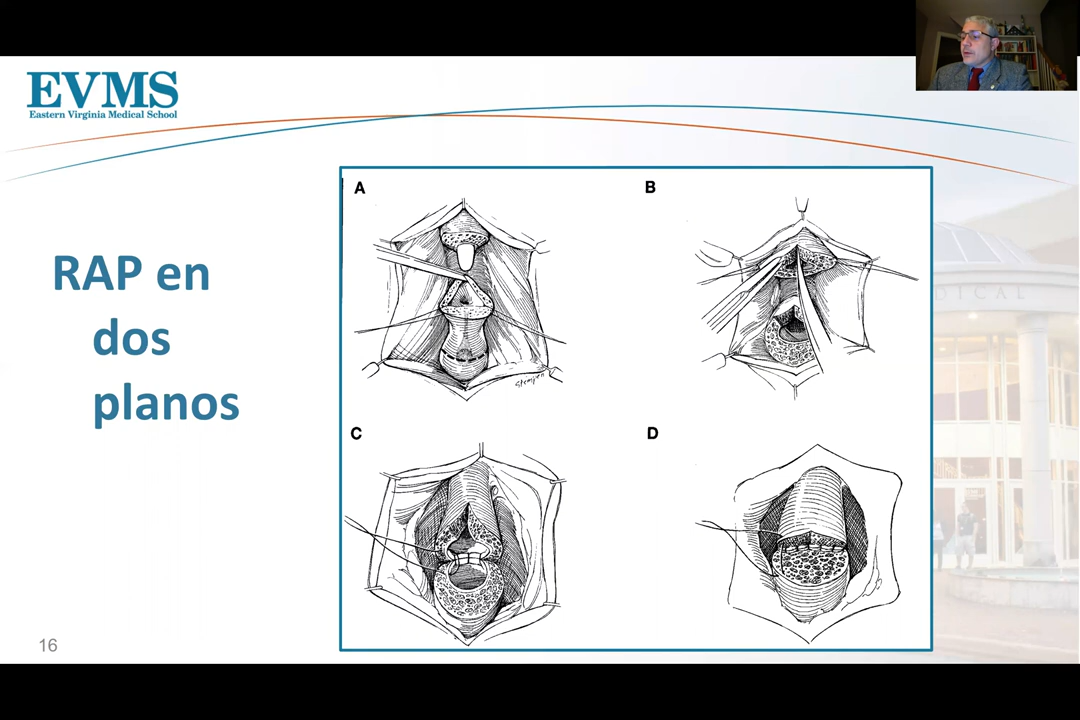 EVMS
Eastern Virginia Medical School
RAP en
dos
planos
A
B
C
D
16